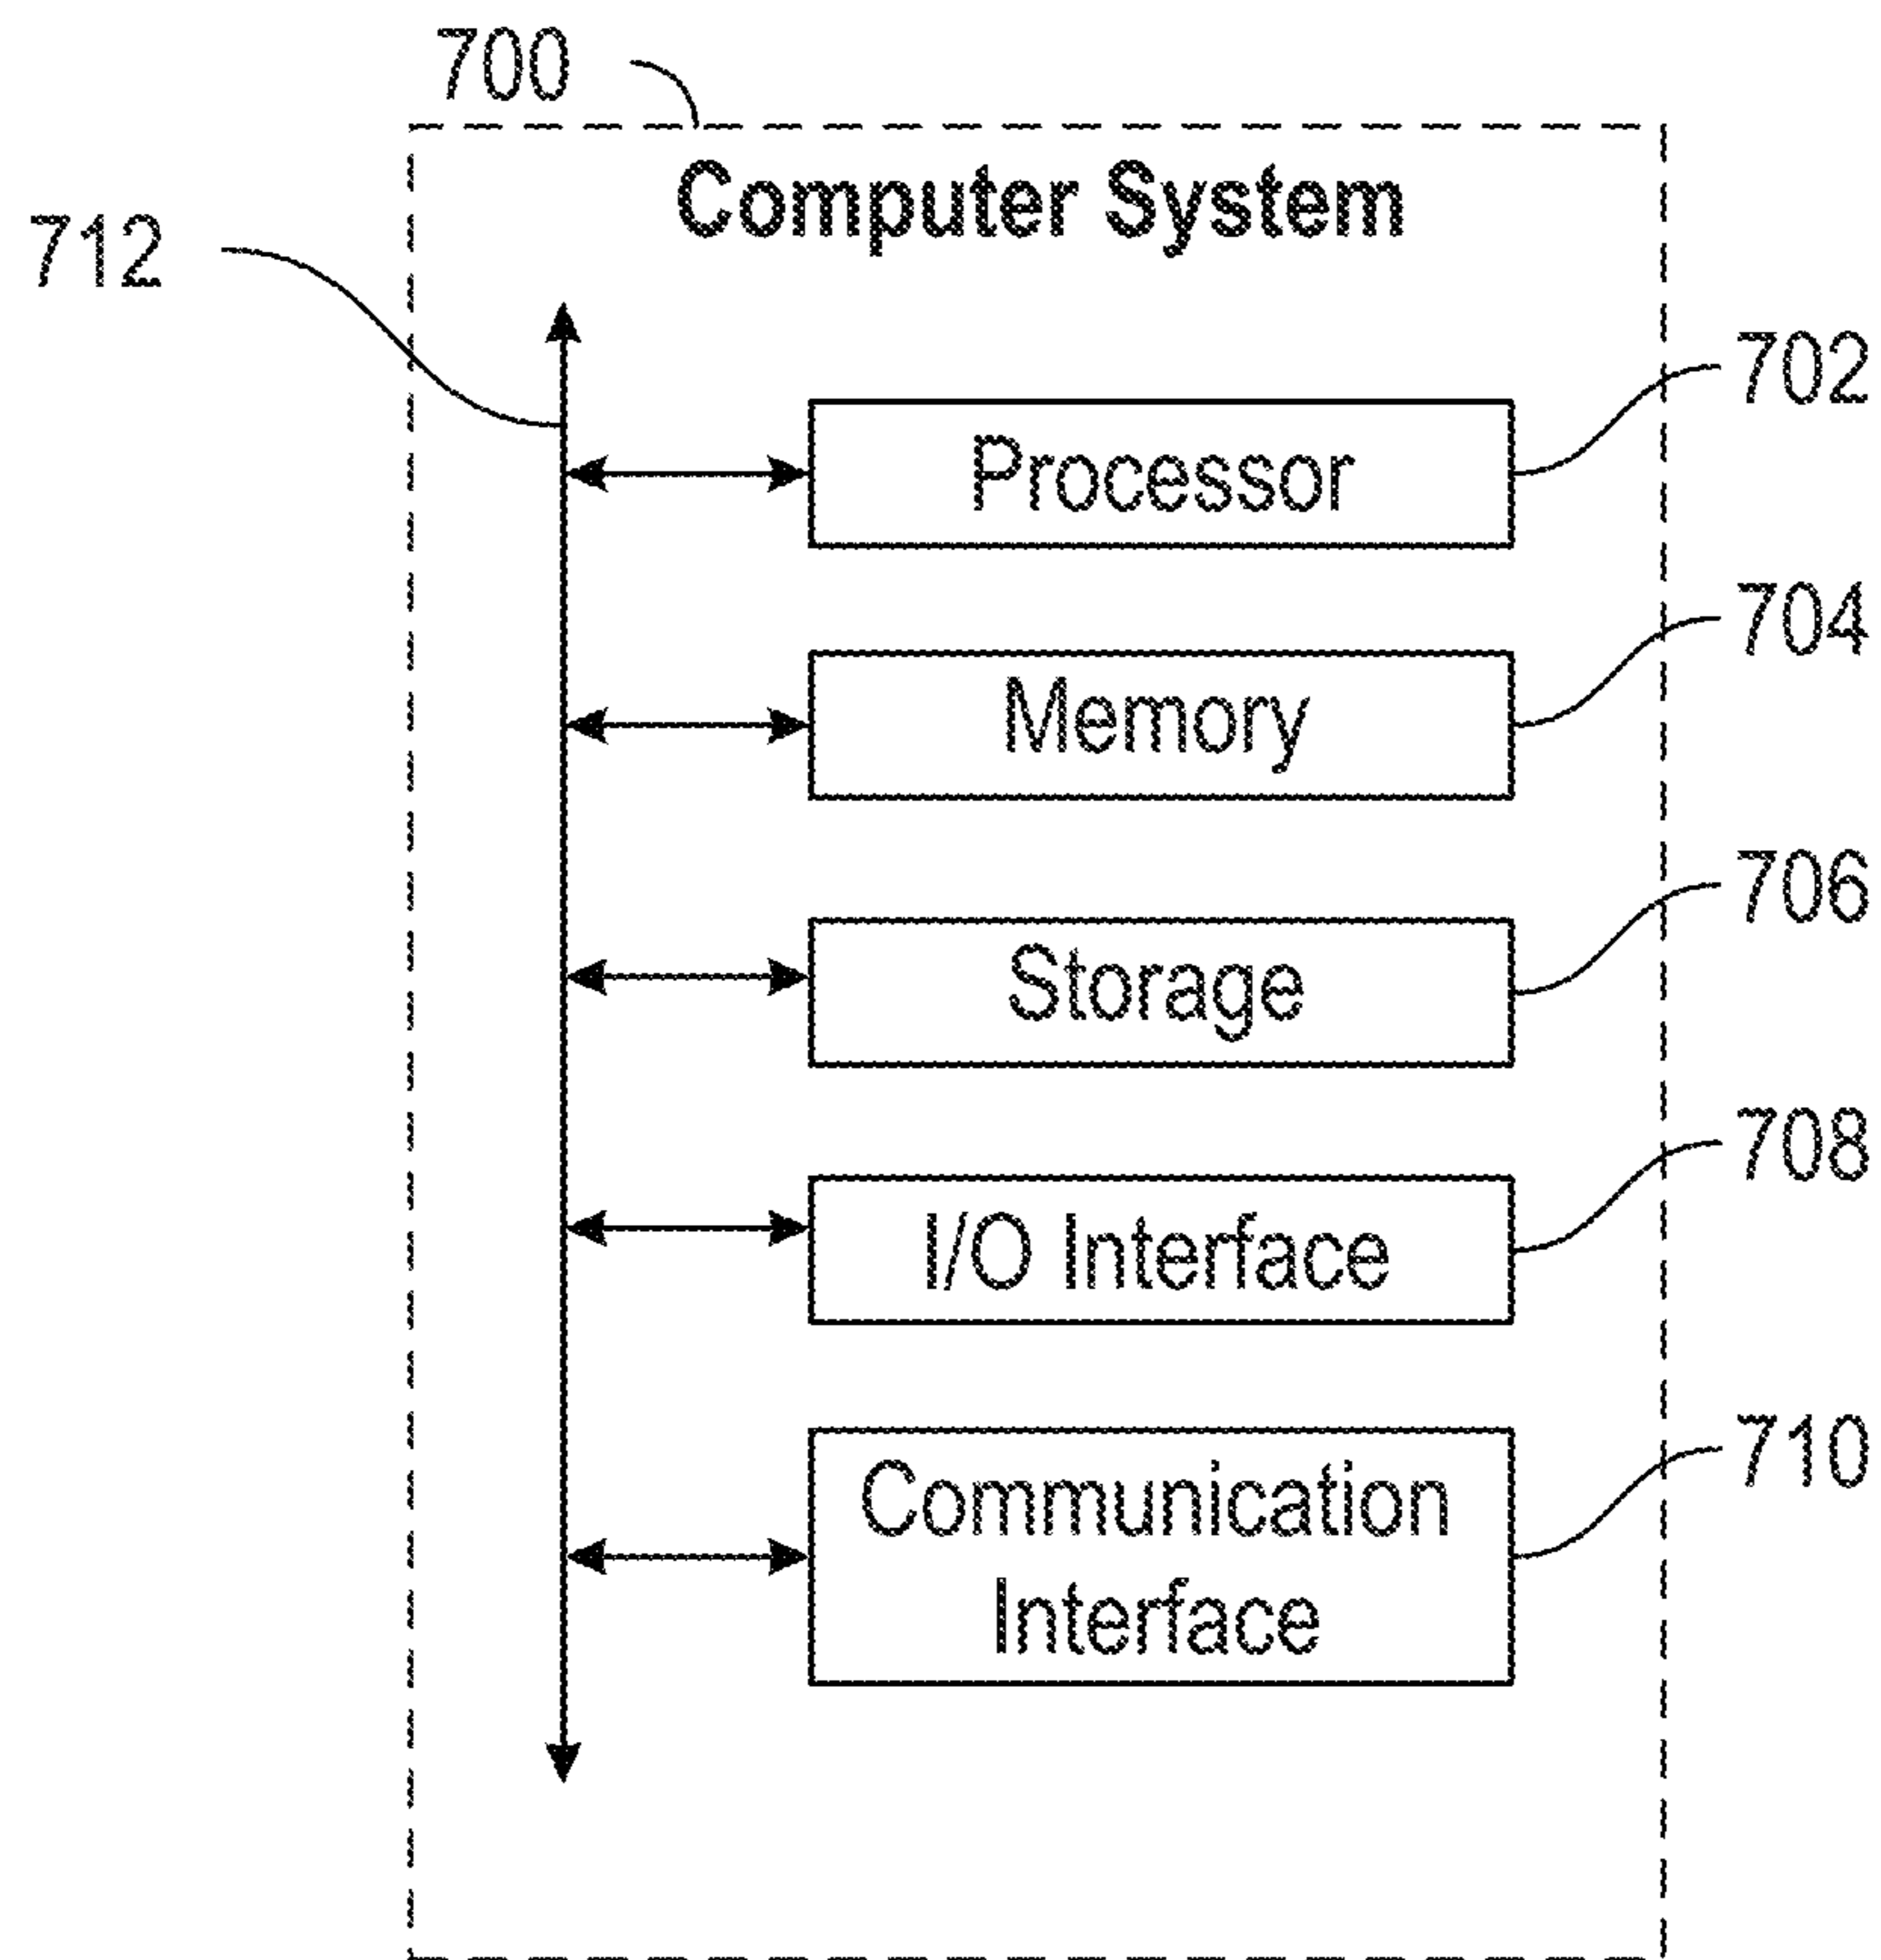 700
Computer System
712
702
Processor
704
Memory
706
Storage
708
I/O Interface
710
Communication
Interface